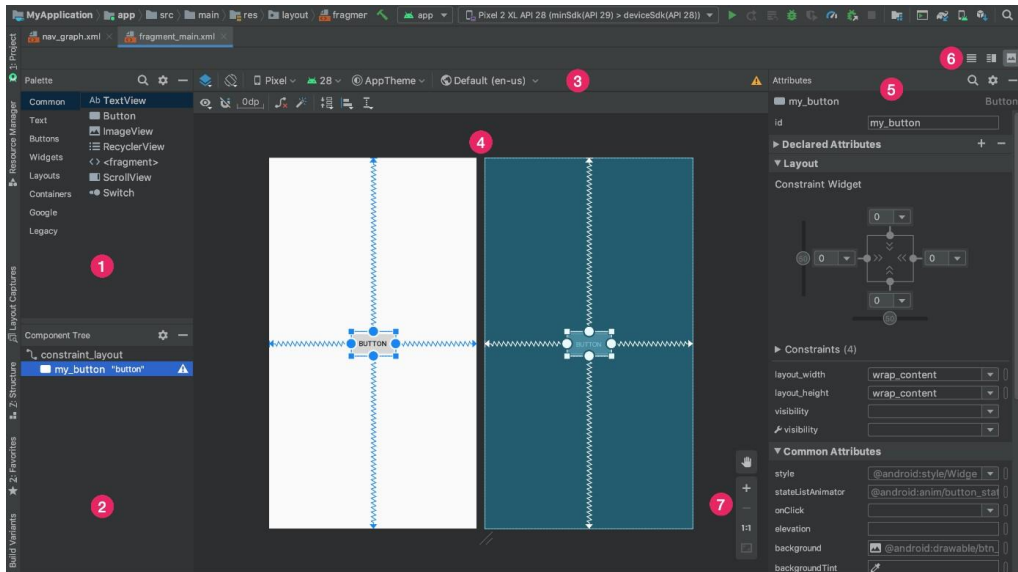 MyApplication app src main res layout fragmer app Pixel 2 XL API 28 (minSdk(API 29) > deviceSdk(API 28))
nav_graph.xml fragment_main.xml
1: Project
Resource Manager
Layout Captures
Z: Structure
2: Favorites
Build Variants
Palette
Common
Text
Buttons
Widgets
Layouts
Containers
Google
Legacy
Ab TextView
Button
ImageView
RecyclerView
<> <fragment>
ScrollView
Switch
1
Component Tree
constraint_layout
my_button "button"
2
Pixel 28 AppTheme Default (en-us)
3
0dp
4
BUTTON
BUTTON
1:1
7
6
Attributes
5
my_button Button
id my_button
Declared Attributes
Layout
Constraint Widget
0
50 0 0
0
50
Constraints (4)
layout_width wrap_content
layout_height wrap_content
visibility
visibility
Common Attributes
style @android:style/Widge
stateListAnimator @android:anim/button_stat
onClick
elevation
background @android:drawable/btn_
backgroundTint